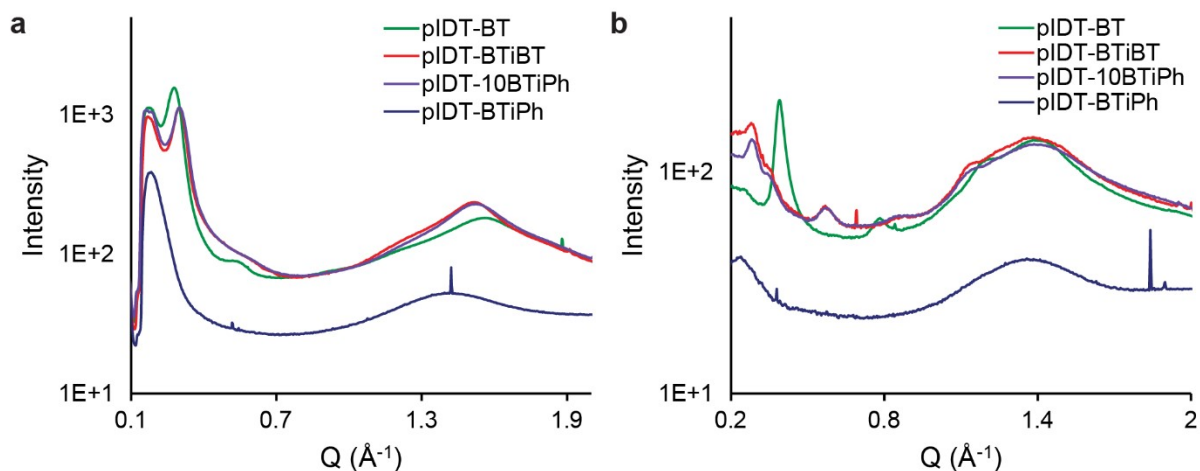 a
pIDT-BT
pIDT-BTiBT
pIDT-10BTiPh
pIDT-BTiPh
1E+3
1E+2
1E+1
Intensity
0.1 0.7 1.3 1.9
Q (Å⁻¹)
b
pIDT-BT
pIDT-BTiBT
pIDT-10BTiPh
pIDT-BTiPh
1E+2
1E+1
Intensity
0.2 0.8 1.4 2
Q (Å⁻¹)